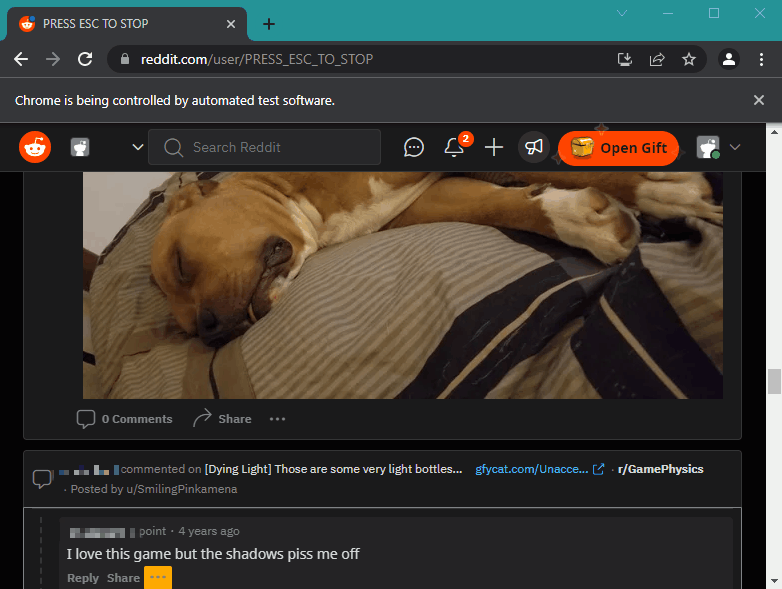 PRESS ESC TO STOP
reddit.com/user/PRESS_ESC_TO_STOP
Chrome is being controlled by automated test software.
Search Reddit
2
Open Gift
0 Comments Share
commented on [Dying Light] Those are some very light bottles... gfycat.com/Unacce... · r/GamePhysics
· Posted by u/SmilingPinkamena
point · 4 years ago
I love this game but the shadows piss me off
Reply Share